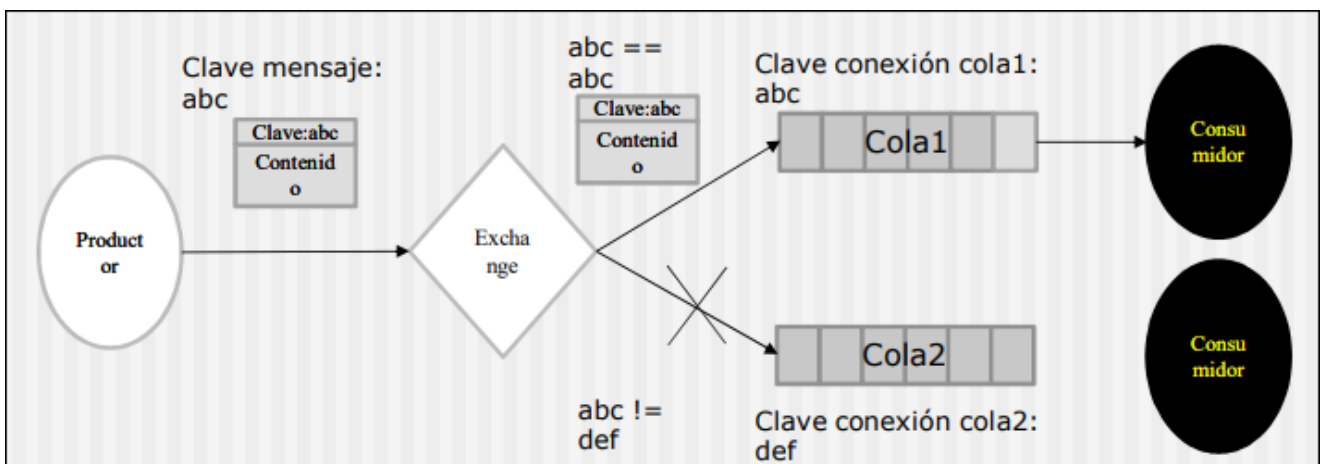 Clave mensaje:
abc
Clave:abc
Contenid
o
Product
or
Excha
nge
abc ==
abc
Clave:abc
Contenid
o
Clave conexión cola1:
abc
Cola1
Consu
midor
abc !=
def
Cola2
Clave conexión cola2:
def
Consu
midor